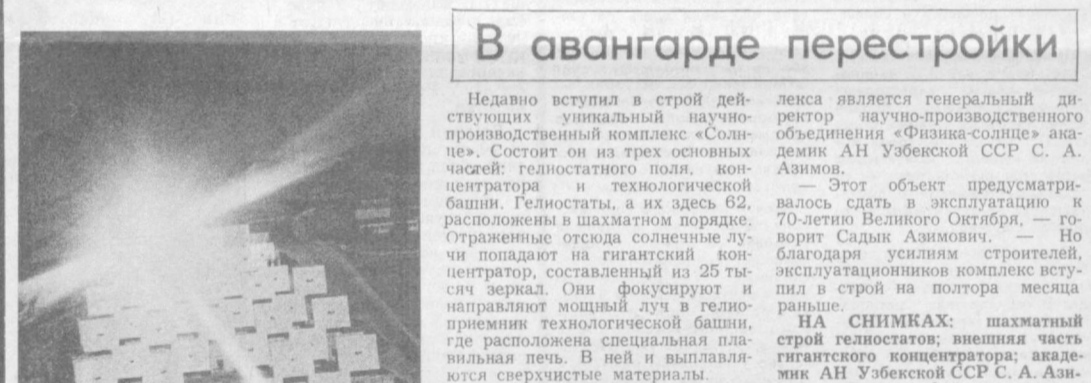 В авангарде перестройки
Недавно вступил в строй дей-
ствующих уникальный научно-
производственный комплекс «Солн-
це». Состоит он из трех основных
частей: гелиостатного поля, кон-
центратора и технологической
башни. Гелиостаты, а их здесь 62,
расположены в шахматном порядке.
Отраженные отсюда солнечные лу-
чи попадают на гигантский кон-
центратор, составленный из 25 ты-
сяч зеркал. Они фокусируют и
направляют мощный луч в гелио-
приемник технологической башни,
где расположена специальная пла-
вильная печь. В ней и выплавля-
ются сверхчистые материалы.
лекса является генеральный ди-
ректор научно-производственного
объединения «Физика-солнце» ака-
демик АН Узбекской ССР С. А.
Азимов.
— Этот объект предусматри-
валось сдать в эксплуатацию к
70-летию Великого Октября, — го-
ворит Садык Азимович. — Но
благодаря усилиям строителей,
эксплуатационников комплекс всту-
пил в строй на полтора месяца
раньше.
НА СНИМКАХ: шахматный
строй гелиостатов; внешняя часть
гигантского концентратора; акаде-
мик АН Узбекской ССР С. А. Ази-